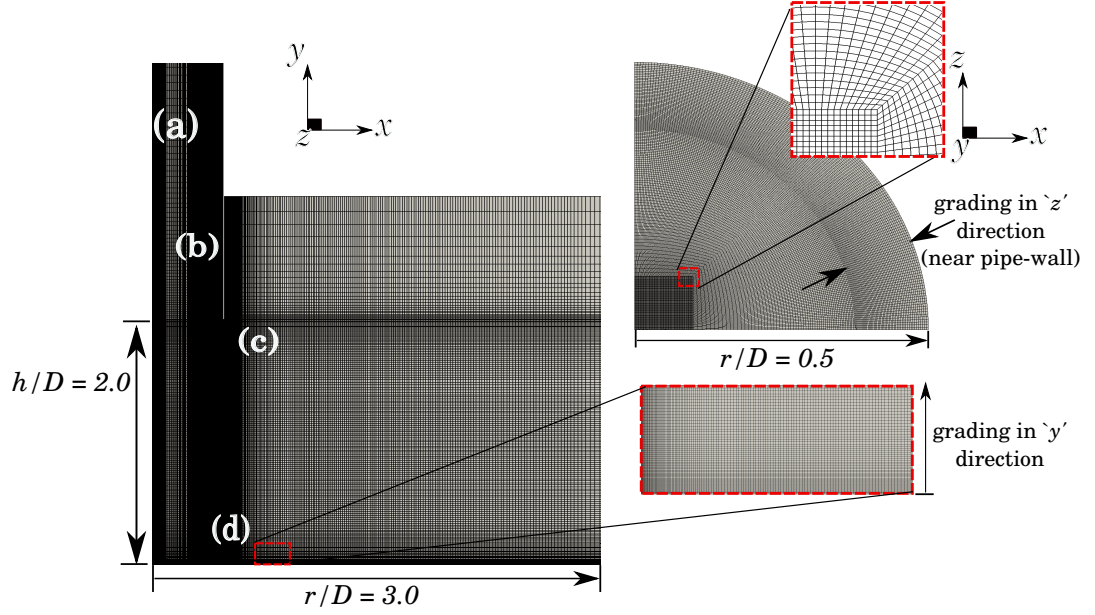 (a)
y
z
x
(b)
(c)
h/D = 2.0
(d)
r/D = 3.0
z
y
x
grading in `z'
direction
(near pipe-wall)
r/D = 0.5
grading in `y'
direction